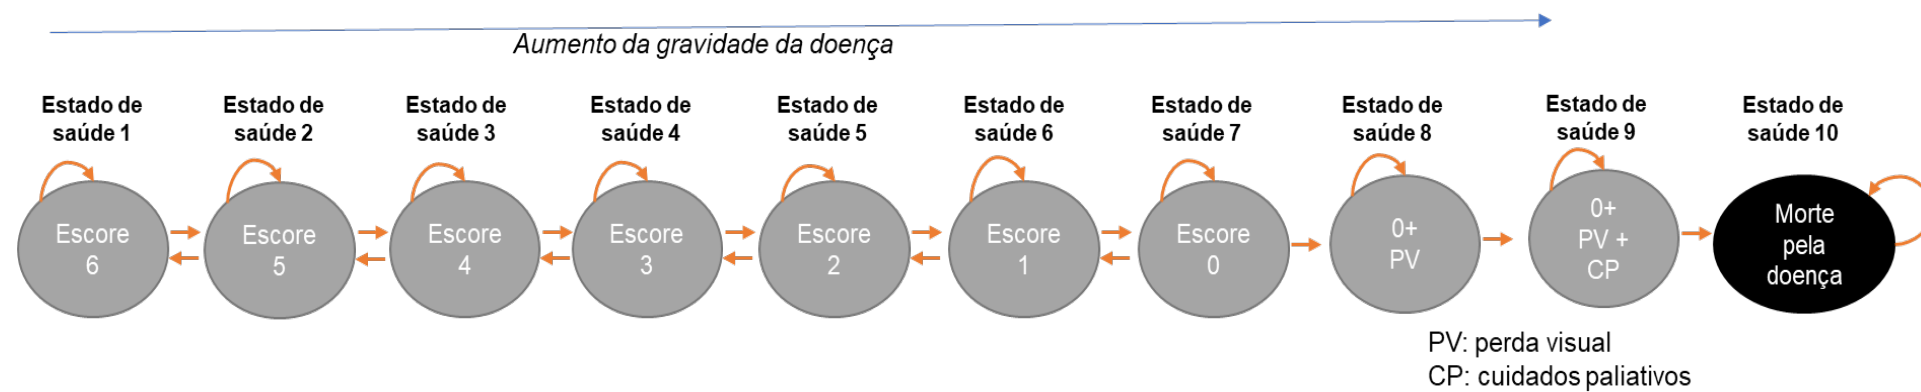 Aumento da gravidade da doença
Estado de
saúde 1
Estado de
saúde 2
Estado de
saúde 3
Estado de
saúde 4
Estado de
saúde 5
Estado de
saúde 6
Estado de
saúde 7
Estado de
saúde 8
Estado de
saúde 9
Estado de
saúde 10
Escore
6
Escore
5
Escore
4
Escore
3
Escore
2
Escore
1
Escore
0
0+
PV
0+
PV +
CP
Morte
pela
doença
PV: perda visual
CP: cuidados paliativos